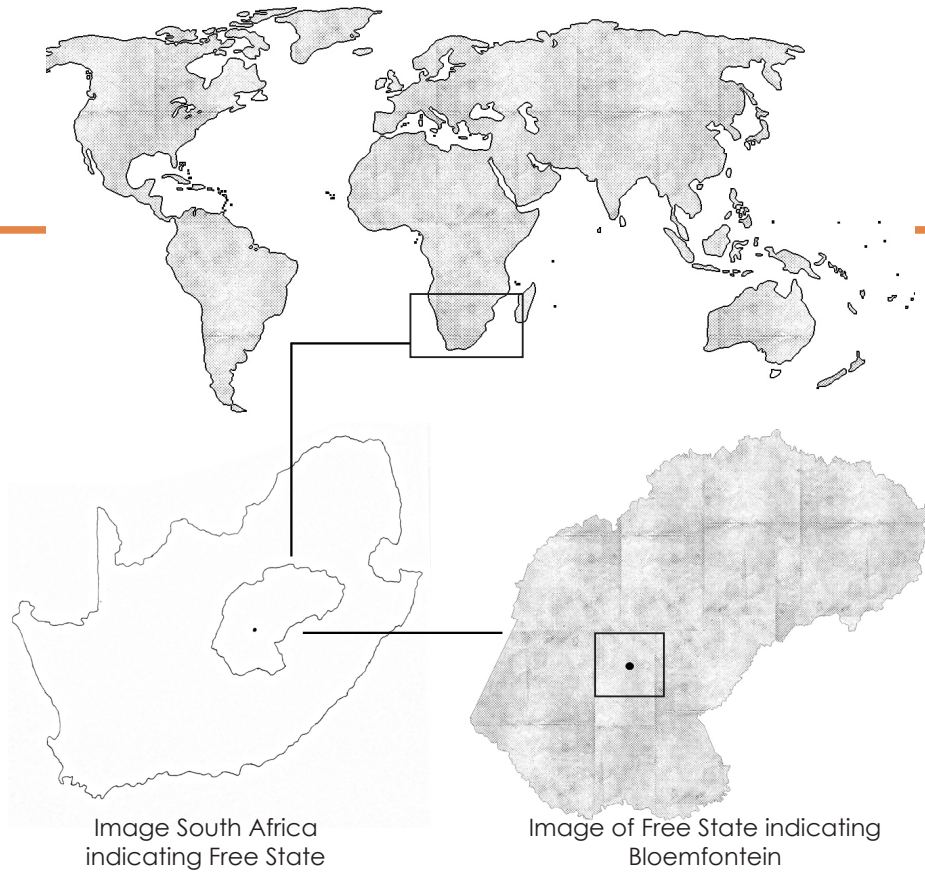 Image South Africa
indicating Free State
Image of Free State indicating
Bloemfontein